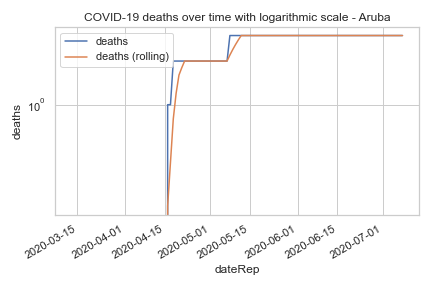 COVID-19 deaths over time with logarithmic scale - Aruba
deaths
deaths (rolling)
10^0
deaths
2020-03-15
2020-04-01
2020-04-15
2020-05-01
2020-05-15
2020-06-01
2020-06-15
2020-07-01
dateRep